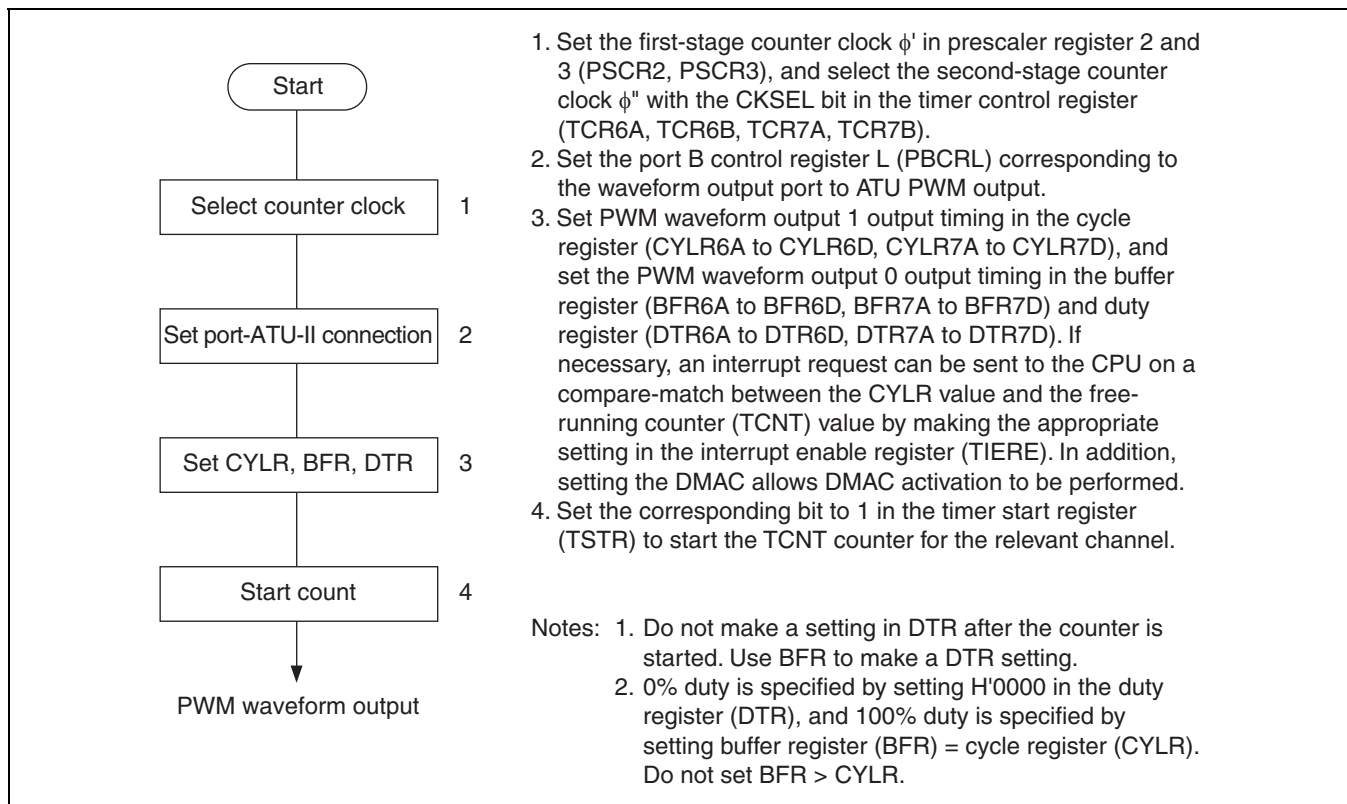 Start
Select counter clock 1
Set port-ATU-II connection 2
Set CYLR, BFR, DTR 3
Start count 4
PWM waveform output
1. Set the first-stage counter clock ϕ' in prescaler register 2 and
3 (PSCR2, PSCR3), and select the second-stage counter
clock ϕ" with the CKSEL bit in the timer control register
(TCR6A, TCR6B, TCR7A, TCR7B).
2. Set the port B control register L (PBCRL) corresponding to
the waveform output port to ATU PWM output.
3. Set PWM waveform output 1 output timing in the cycle
register (CYLR6A to CYLR6D, CYLR7A to CYLR7D), and
set the PWM waveform output 0 output timing in the buffer
register (BFR6A to BFR6D, BFR7A to BFR7D) and duty
register (DTR6A to DTR6D, DTR7A to DTR7D). If
necessary, an interrupt request can be sent to the CPU on a
compare-match between the CYLR value and the free-
running counter (TCNT) value by making the appropriate
setting in the interrupt enable register (TIERE). In addition,
setting the DMAC allows DMAC activation to be performed.
4. Set the corresponding bit to 1 in the timer start register
(TSTR) to start the TCNT counter for the relevant channel.
Notes: 1. Do not make a setting in DTR after the counter is
started. Use BFR to make a DTR setting.
2. 0% duty is specified by setting H'0000 in the duty
register (DTR), and 100% duty is specified by
setting buffer register (BFR) = cycle register (CYLR).
Do not set BFR > CYLR.